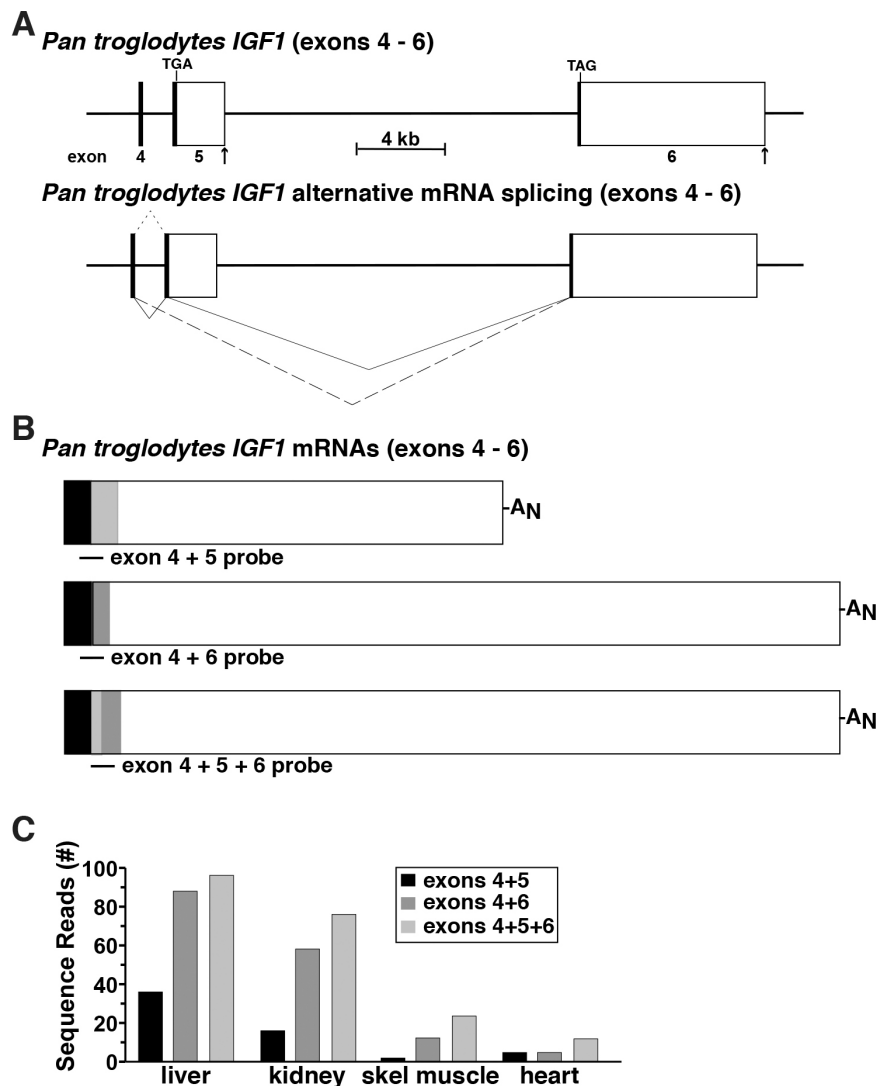 A
Pan troglodytes IGF1 (exons 4 - 6)
TGA
TAG
4 kb
exon 4 5 ↑ 6 ↑
Pan troglodytes IGF1 alternative mRNA splicing (exons 4 - 6)
B
Pan troglodytes IGF1 mRNAs (exons 4 - 6)
-AN
exon 4 + 5 probe
-AN
exon 4 + 6 probe
-AN
exon 4 + 5 + 6 probe
C
Sequence Reads (#)
100
80
60
40
20
0
exons 4+5
exons 4+6
exons 4+5+6
liver kidney skel muscle heart